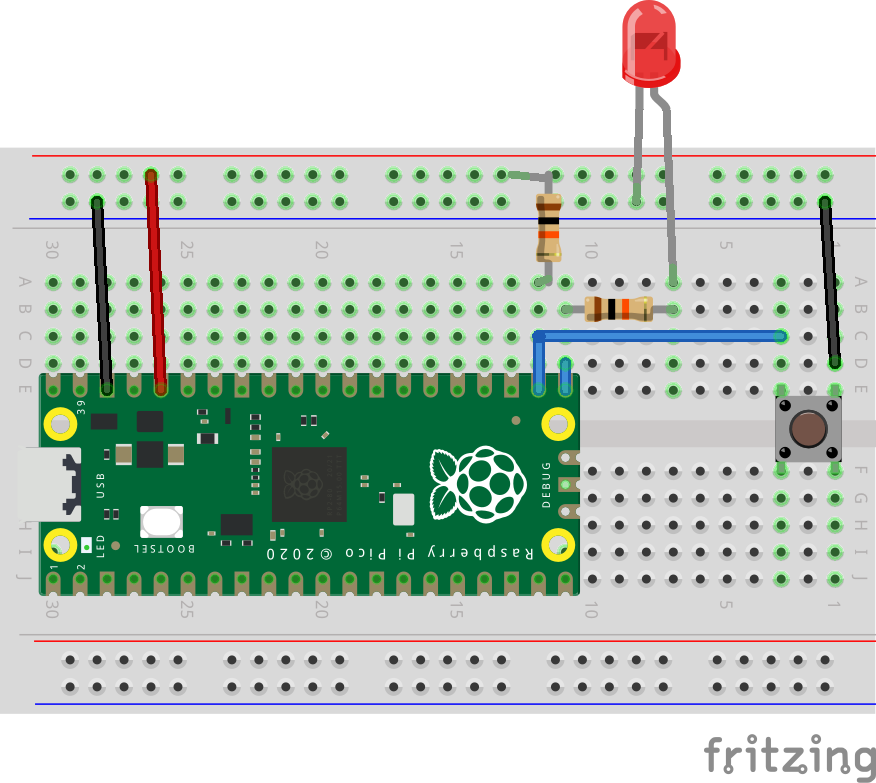 30 25 20 15 10 5 1
A A
B B
C C
D D
E E
39
USB
DEBUG
F F
G G
H H
LED
BOOTSEL
Raspberry Pi Pico © 2020
I I
1
2
J J
30 25 20 15 10 5 1
fritzing